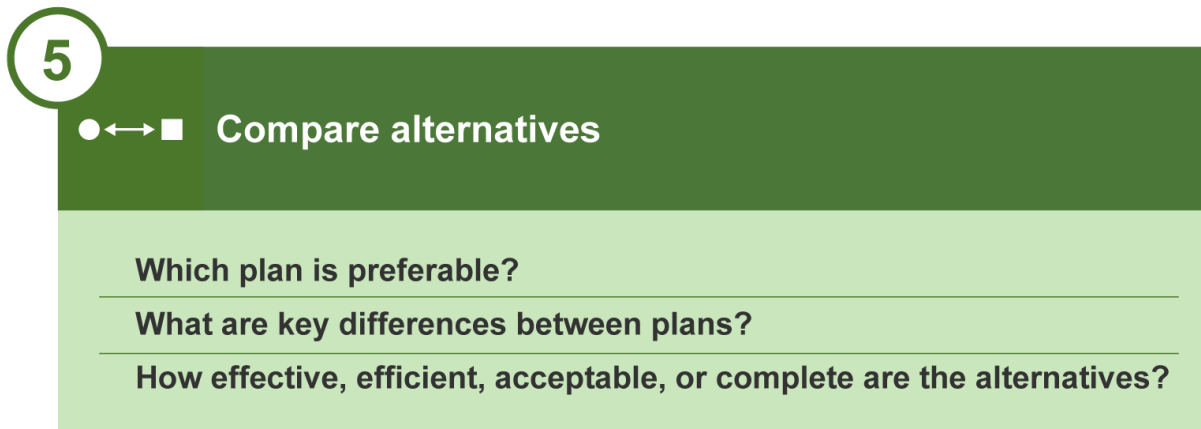 5
Compare alternatives
Which plan is preferable?
What are key differences between plans?
How effective, efficient, acceptable, or complete are the alternatives?